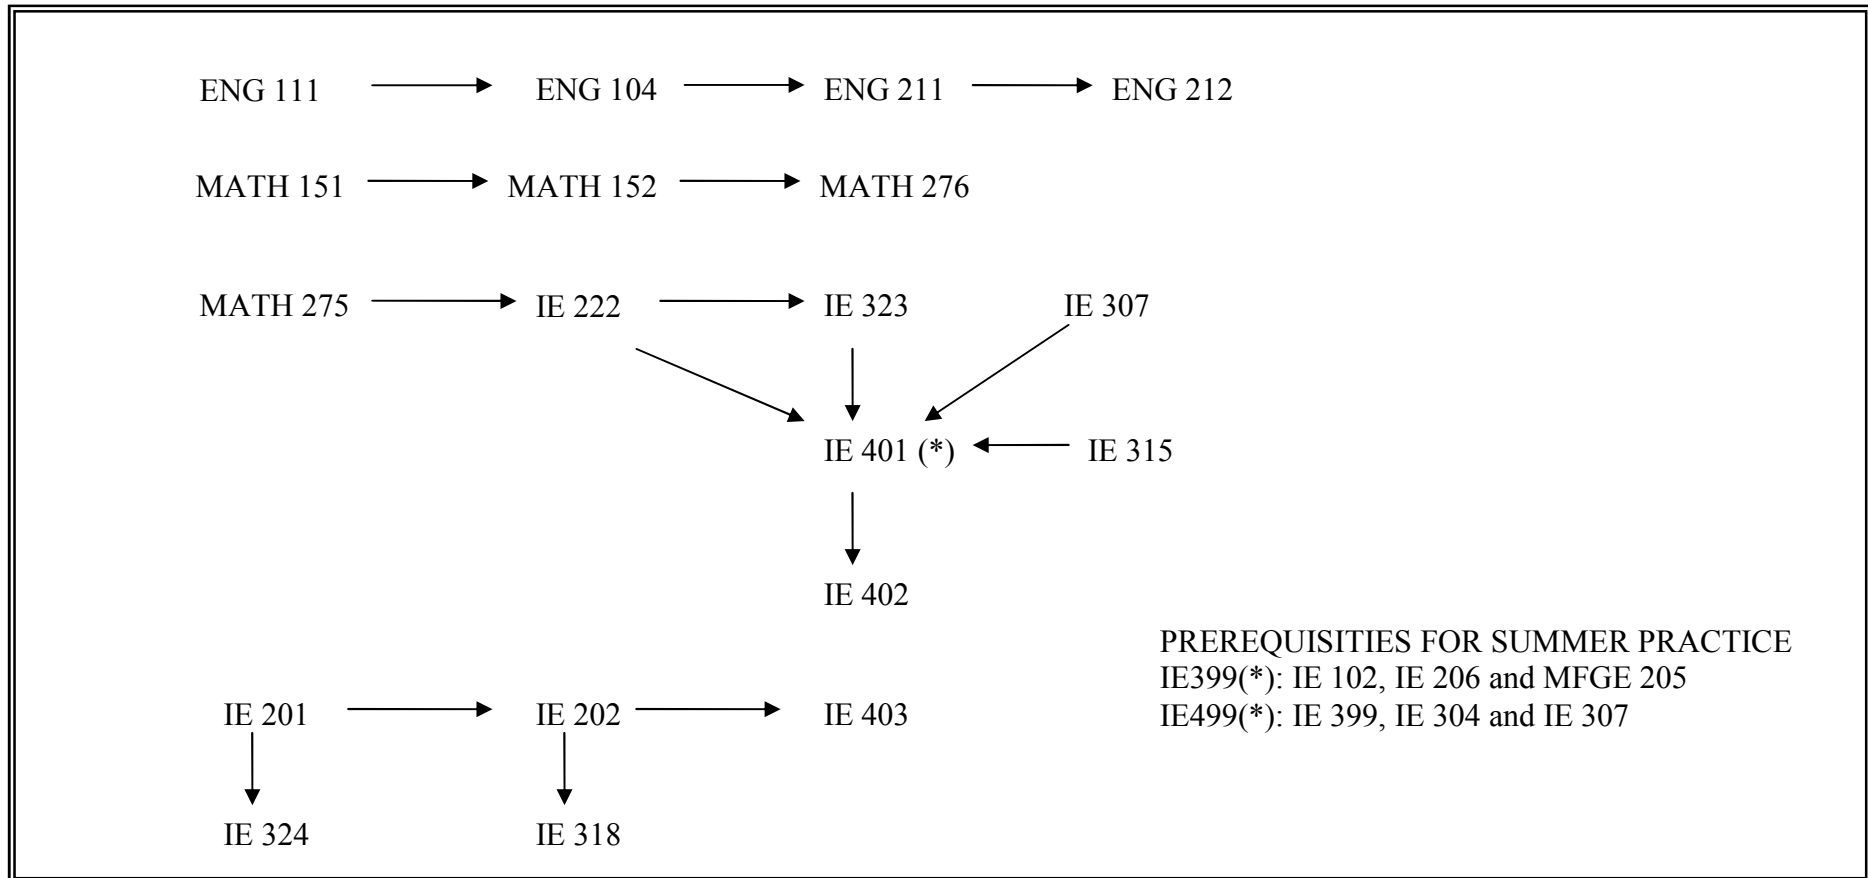 ENG 111 ENG 104 ENG 211 ENG 212
MATH 151 MATH 152 MATH 276
MATH 275 IE 222 IE 323 IE 307
IE 401 (*) IE 315
IE 402
PREREQUISITIES FOR SUMMER PRACTICE
IE399(*): IE 102, IE 206 and MFGE 205
IE499(*): IE 399, IE 304 and IE 307
IE 201 IE 202 IE 403
IE 324 IE 318